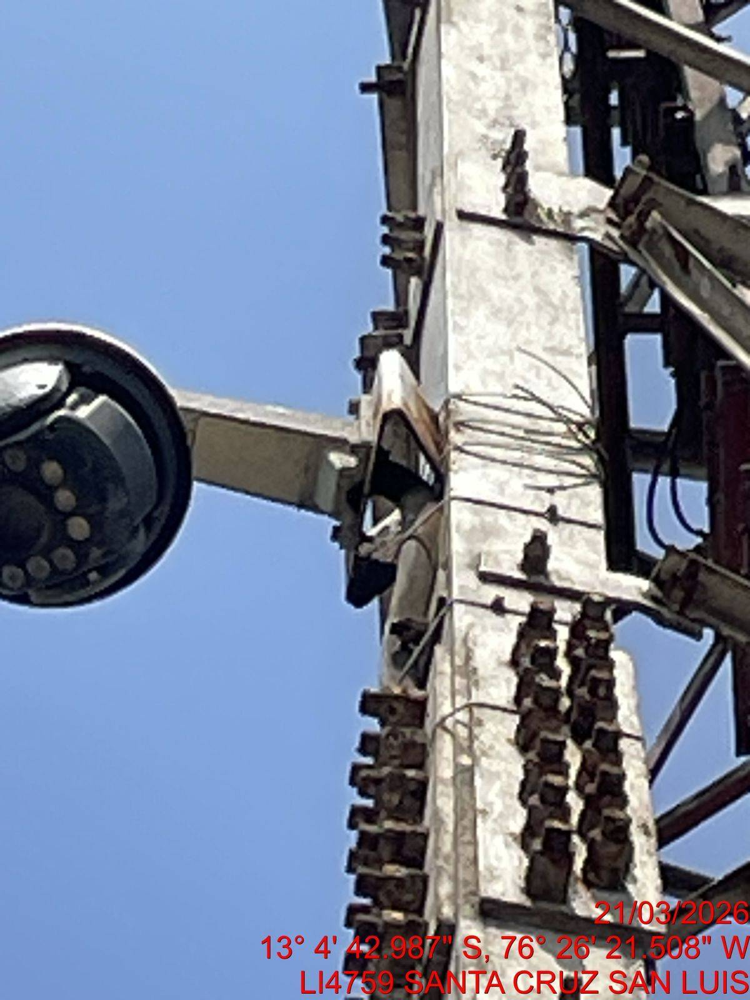 21/03/2026
13° 4' 42.987" S, 76° 26' 21.508" W
LI4759 SANTA CRUZ SAN LUIS